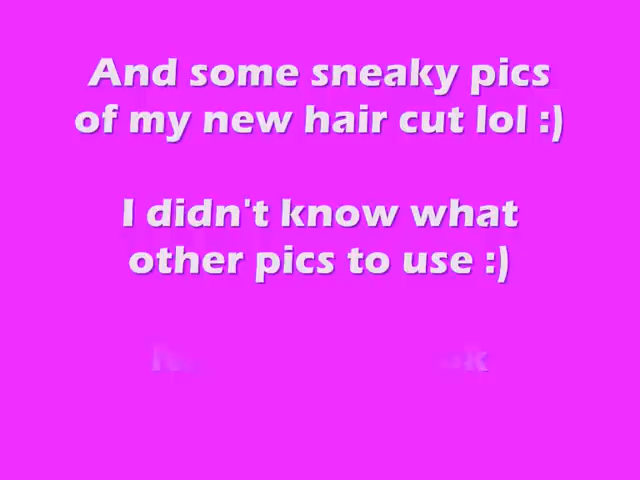 And some sneaky pics
of my new hair cut lol :)
I didn't know what
other pics to use :)